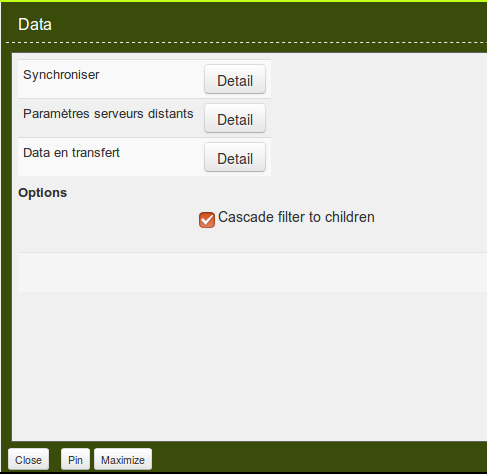 Data
Synchroniser Detail
Paramètres serveurs distants Detail
Data en transfert Detail
Options
Cascade filter to children
Close Pin Maximize